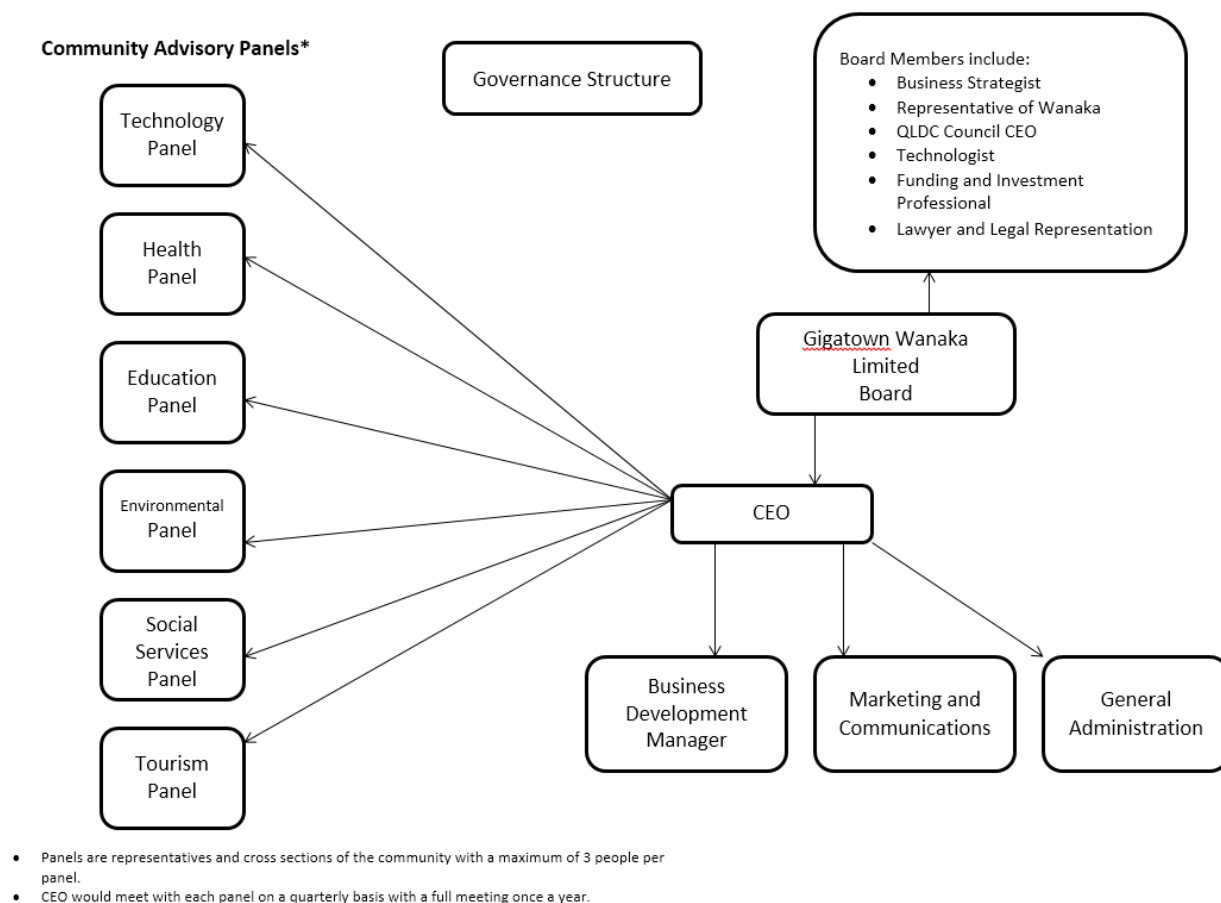 Community Advisory Panels*
Governance Structure
Board Members include:
• Business Strategist
• Representative of Wanaka
• QLDC Council CEO
• Technologist
• Funding and Investment
Professional
• Lawyer and Legal Representation
Technology
Panel
Health
Panel
Education
Panel
Environmental
Panel
Social
Services
Panel
Tourism
Panel
Gigatown Wanaka
Limited
Board
CEO
Business
Development
Manager
Marketing and
Communications
General
Administration
• Panels are representatives and cross sections of the community with a maximum of 3 people per
panel.
• CEO would meet with each panel on a quarterly basis with a full meeting once a year.